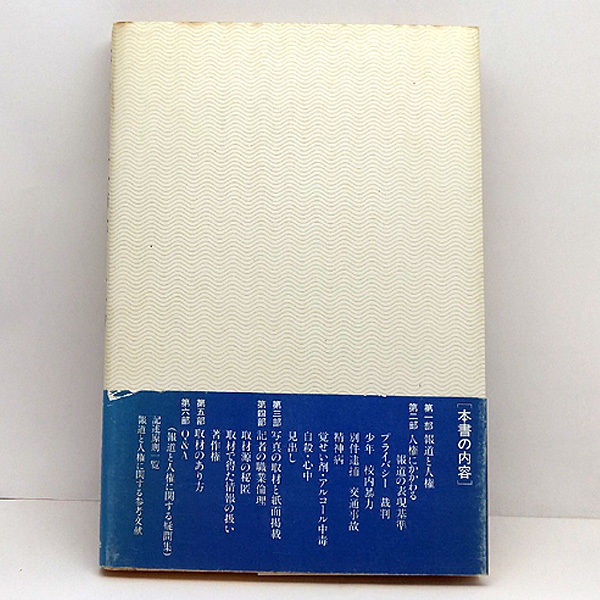 [本書の内容]
第一部 報道と人権
第二部 人権にかかわる
報道の表現基準
プライバシー 裁判
少年 校内暴力
別件逮捕 交通事故
精神病
覚せい剤・アルコール中毒
自殺・心中
見出し
第三部 写真の取材と紙面掲載
第四部 記者の職業倫理
取材源の秘匿
取材で得た情報の扱い
著作権
第五部 取材のあり方
第六部 Q&A
(報道と人権に関する疑問集)
記述原則一覧
報道と人権に関する参考文献